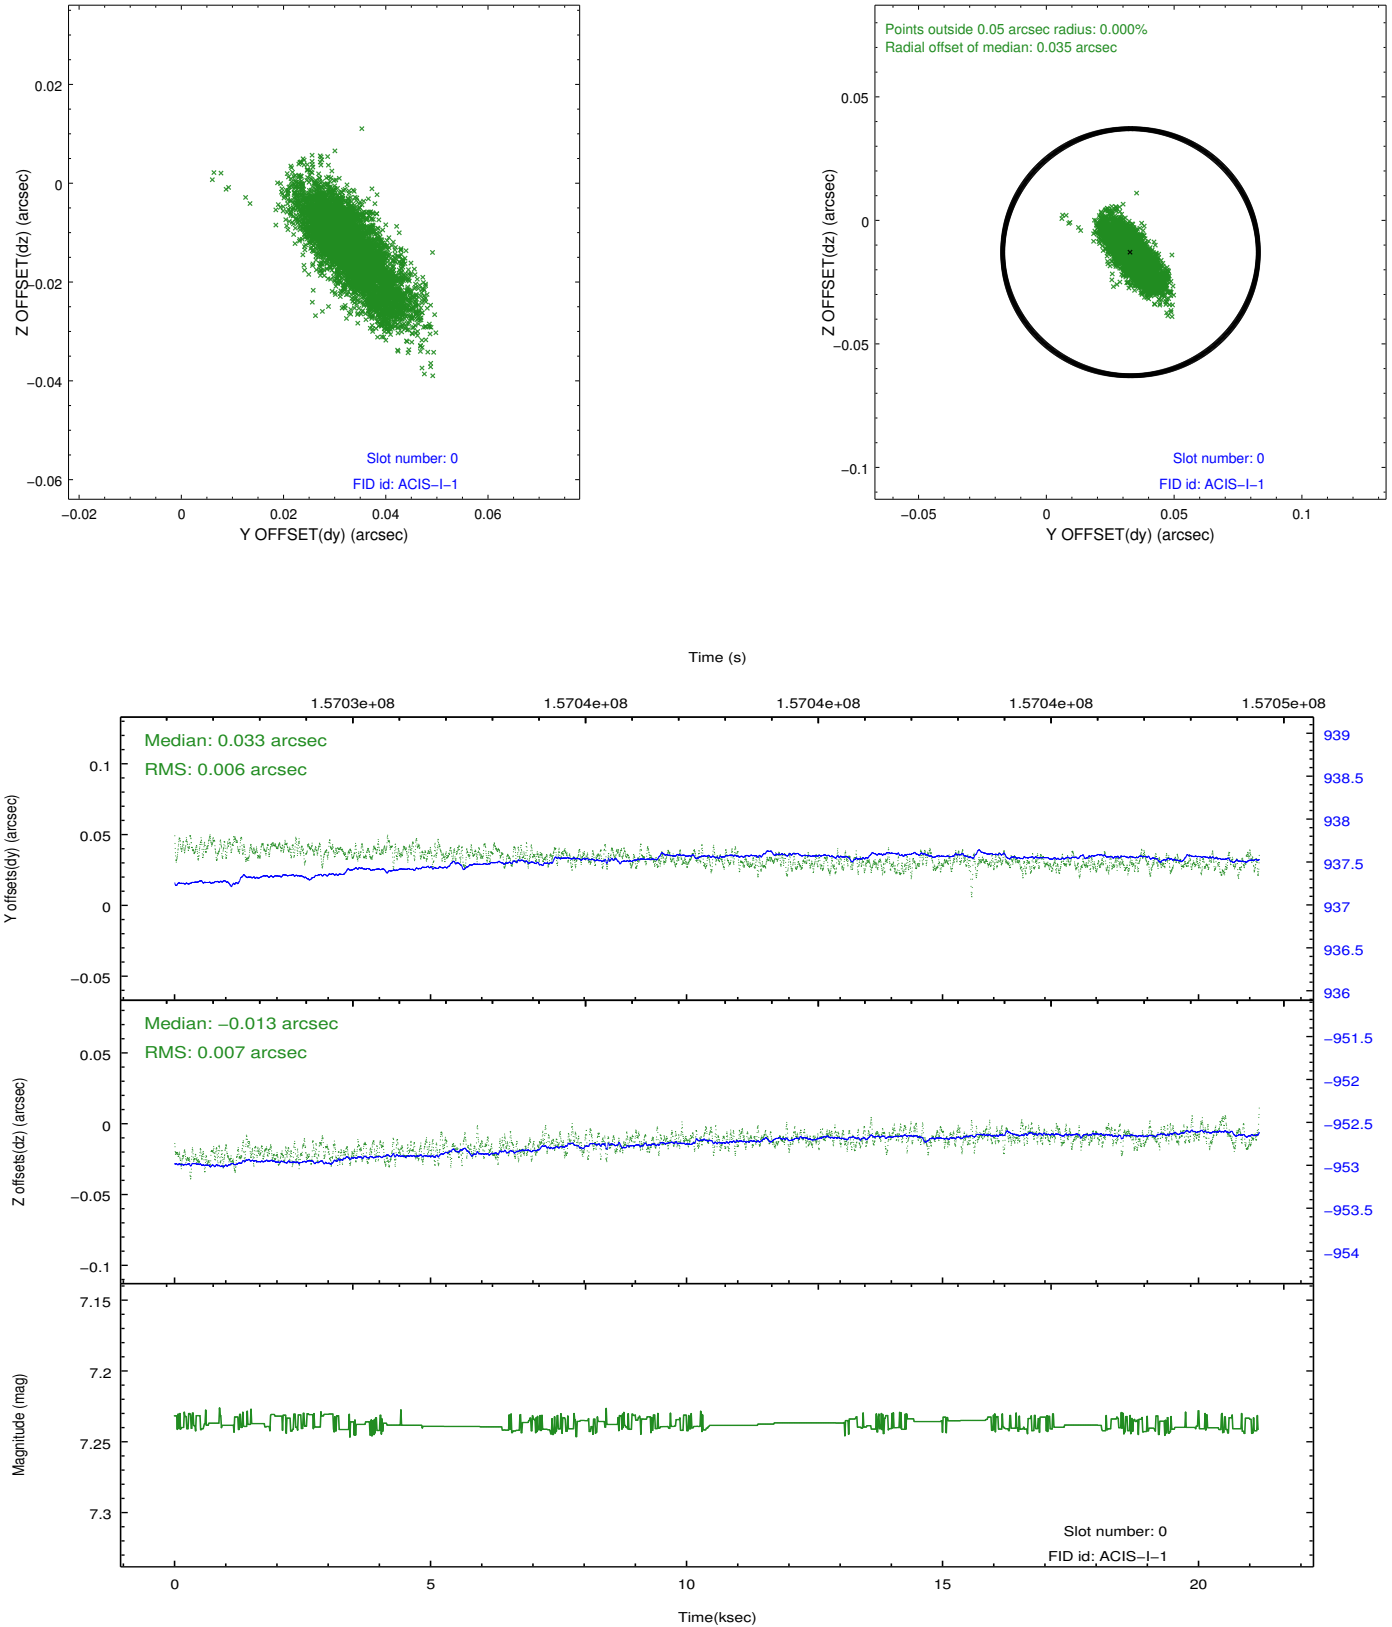 0.02
0
−0.02
−0.04
−0.06
Z OFFSET(dz) (arcsec)
Slot number: 0
FID id: ACIS−I−1
−0.02
0
0.02
0.04
0.06
Y OFFSET(dy) (arcsec)
Points outside 0.05 arcsec radius: 0.000%
Radial offset of median: 0.035 arcsec
0.05
0
−0.05
−0.1
Z OFFSET(dz) (arcsec)
Slot number: 0
FID id: ACIS−I−1
−0.05
0
0.05
0.1
Y OFFSET(dy) (arcsec)
Time (s)
1.5703e+08
1.5704e+08
1.5704e+08
1.5704e+08
1.5705e+08
Median: 0.033 arcsec
RMS: 0.006 arcsec
0.1
0.05
0
−0.05
Y offsets(dy) (arcsec)
939
938.5
938
937.5
937
936.5
936
Median: −0.013 arcsec
RMS: 0.007 arcsec
0.05
0
−0.05
−0.1
Z offsets(dz) (arcsec)
−951.5
−952
−952.5
−953
−953.5
−954
7.15
7.2
7.25
7.3
Magnitude (mag)
Slot number: 0
FID id: ACIS−I−1
0
5
10
15
20
Time(ksec)